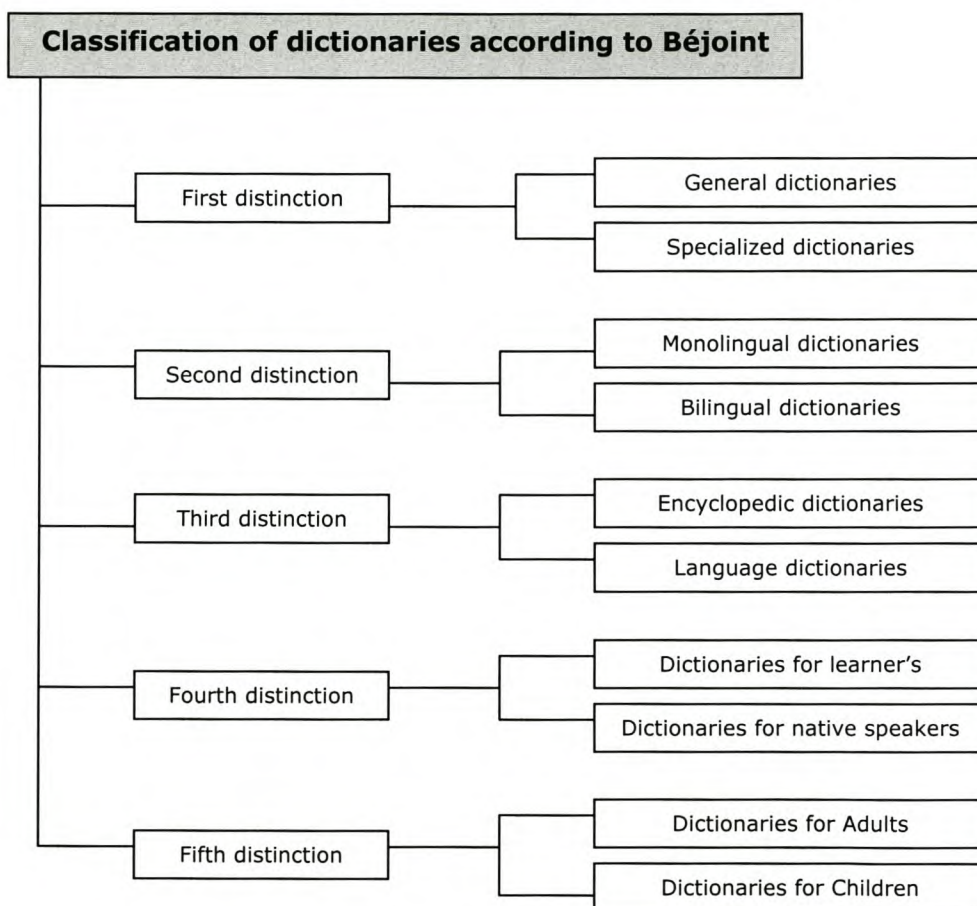 Classification of dictionaries according to Béjoint
First distinction
General dictionaries
Specialized dictionaries
Second distinction
Monolingual dictionaries
Bilingual dictionaries
Third distinction
Encyclopedic dictionaries
Language dictionaries
Fourth distinction
Dictionaries for learner's
Dictionaries for native speakers
Fifth distinction
Dictionaries for Adults
Dictionaries for Children